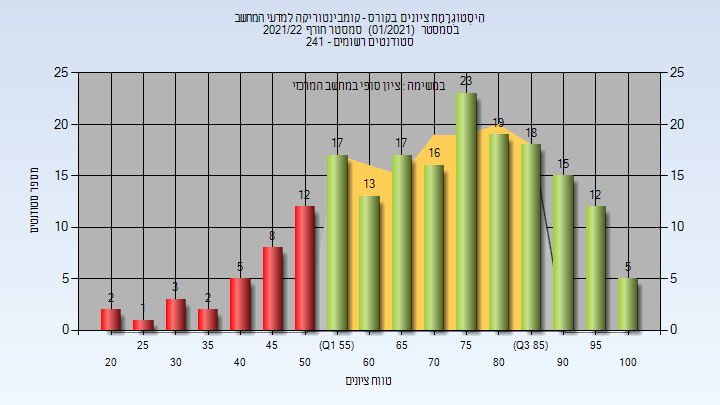 הִיסְטוֹגְרָמַת ציונים בקורס - קומבינטוריקה למדעי המחשב
בסמסטר (01/2021) סמסטר חורף 2021/22
סטודנטים רשומים - 241
במשימה : ציון סופי במחשב המרכזי
25 25
20 20
15 15
10 10
5 5
0 0
מספר סטודנטים
2 1 3 2 5 8 12 17 13 17 16 23 19 18 15 12 5
25 35 45 (Q1 55) 65 75 (Q3 85) 95
20 30 40 50 60 70 80 90 100
טווח ציונים